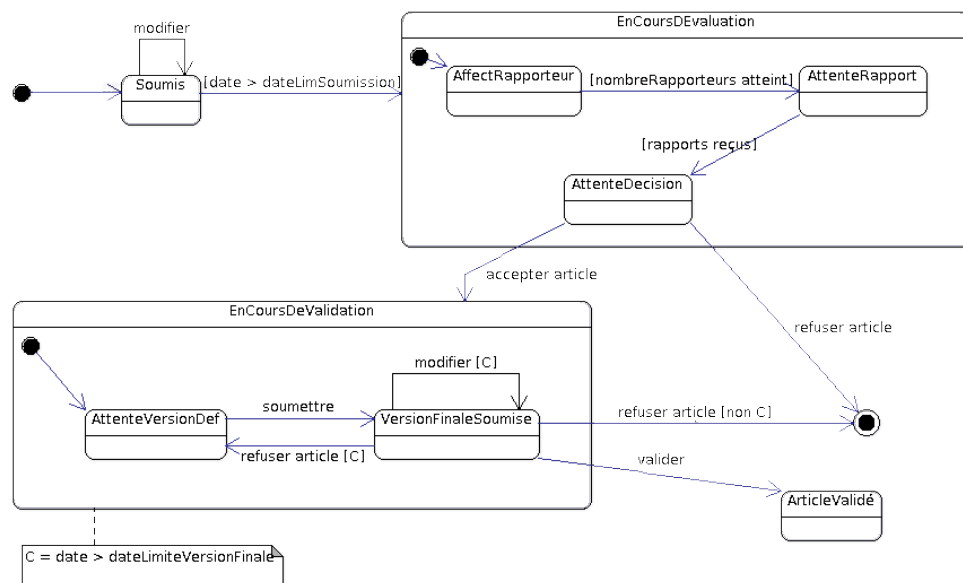 EnCoursDEvaluation
modifier
Soumis
[date > dateLimSoumission]
AffectRapporteur
[nombreRapporteurs atteint]
AttenteRapport
[rapports reçus]
AttenteDecision
accepter article
refuser article
EnCoursDeValidation
modifier [C]
AttenteVersionDef
soumettre
VersionFinaleSoumise
refuser article [non C]
refuser article [C]
valider
ArticleValidé
C = date > dateLimiteVersionFinale